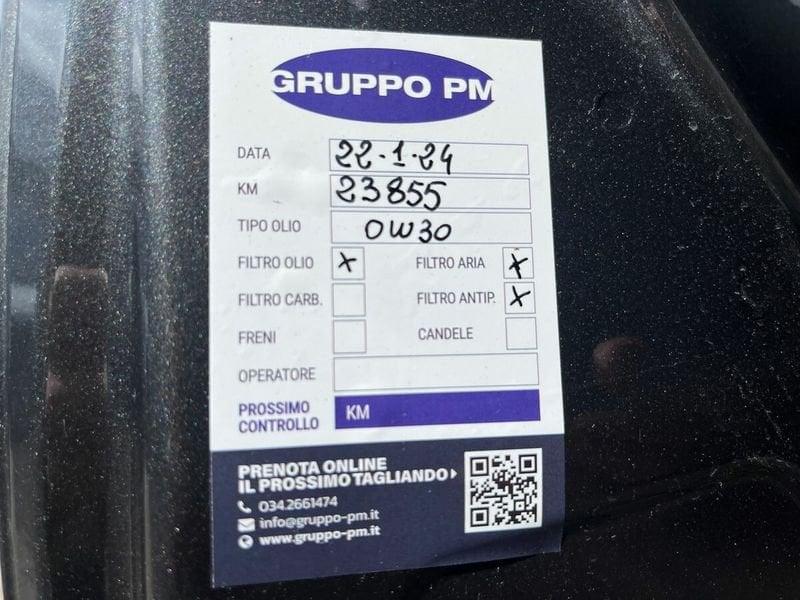 GRUPPO PM
DATA 22-1-24
KM 23855
TIPO OLIO 0W30
FILTRO OLIO X FILTRO ARIA X
FILTRO CARB. FILTRO ANTIP. X
FRENI CANDELE
OPERATORE
PROSSIMO
CONTROLLO KM
PRENOTA ONLINE
IL PROSSIMO TAGLIANDO
034.2661474
info@gruppo-pm.it
www.gruppo-pm.it